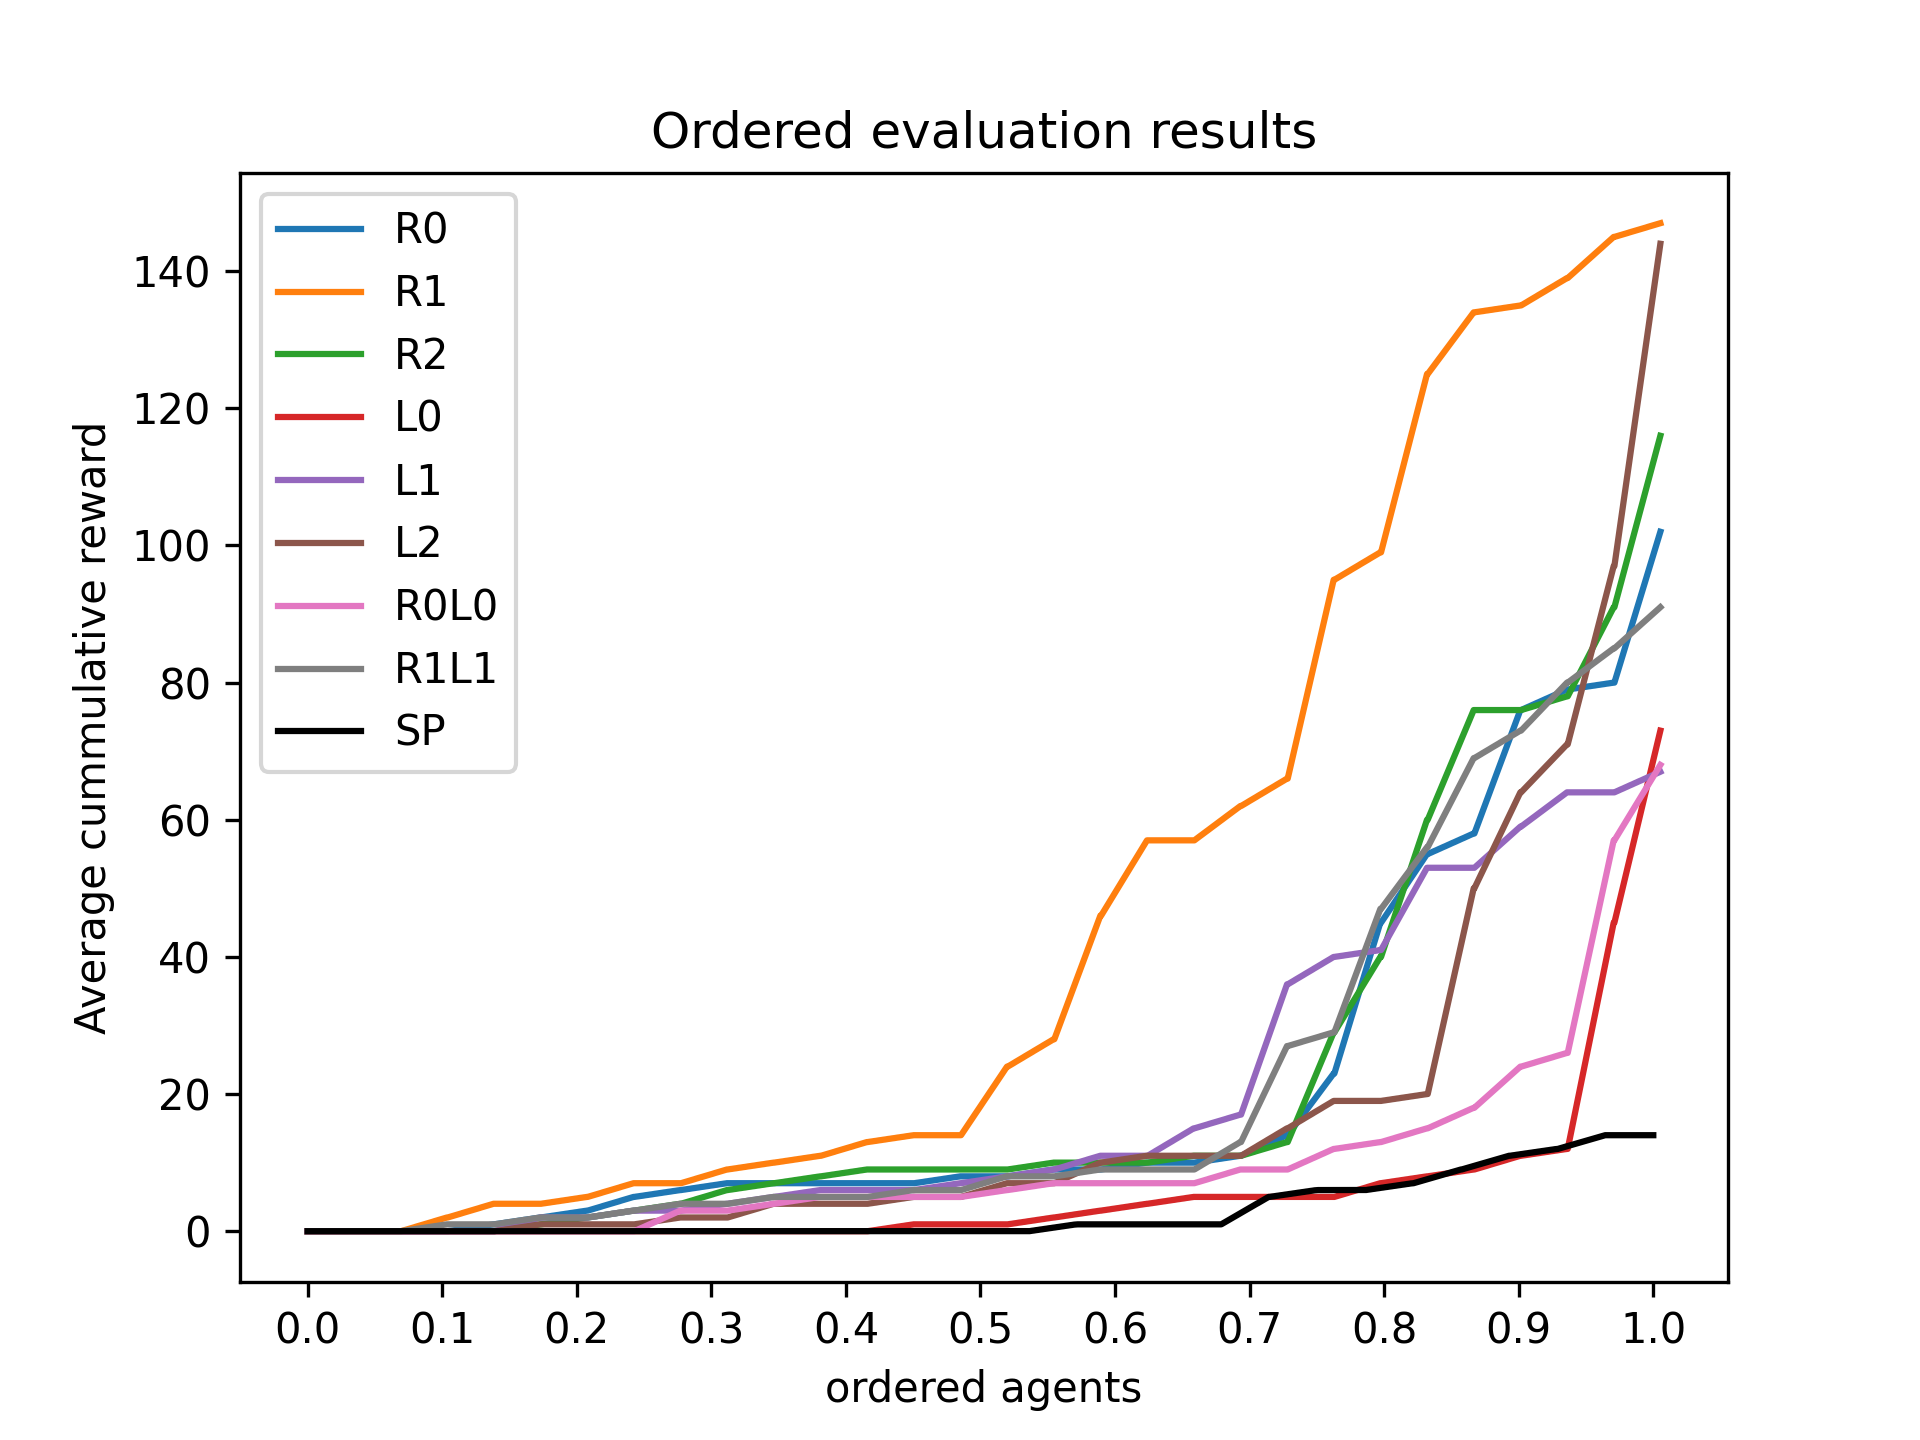 Ordered evaluation results
R0
R1
R2
L0
L1
L2
R0L0
R1L1
SP
140
120
100
80
60
40
20
0
Average cummulative reward
0.0 0.1 0.2 0.3 0.4 0.5 0.6 0.7 0.8 0.9 1.0
ordered agents